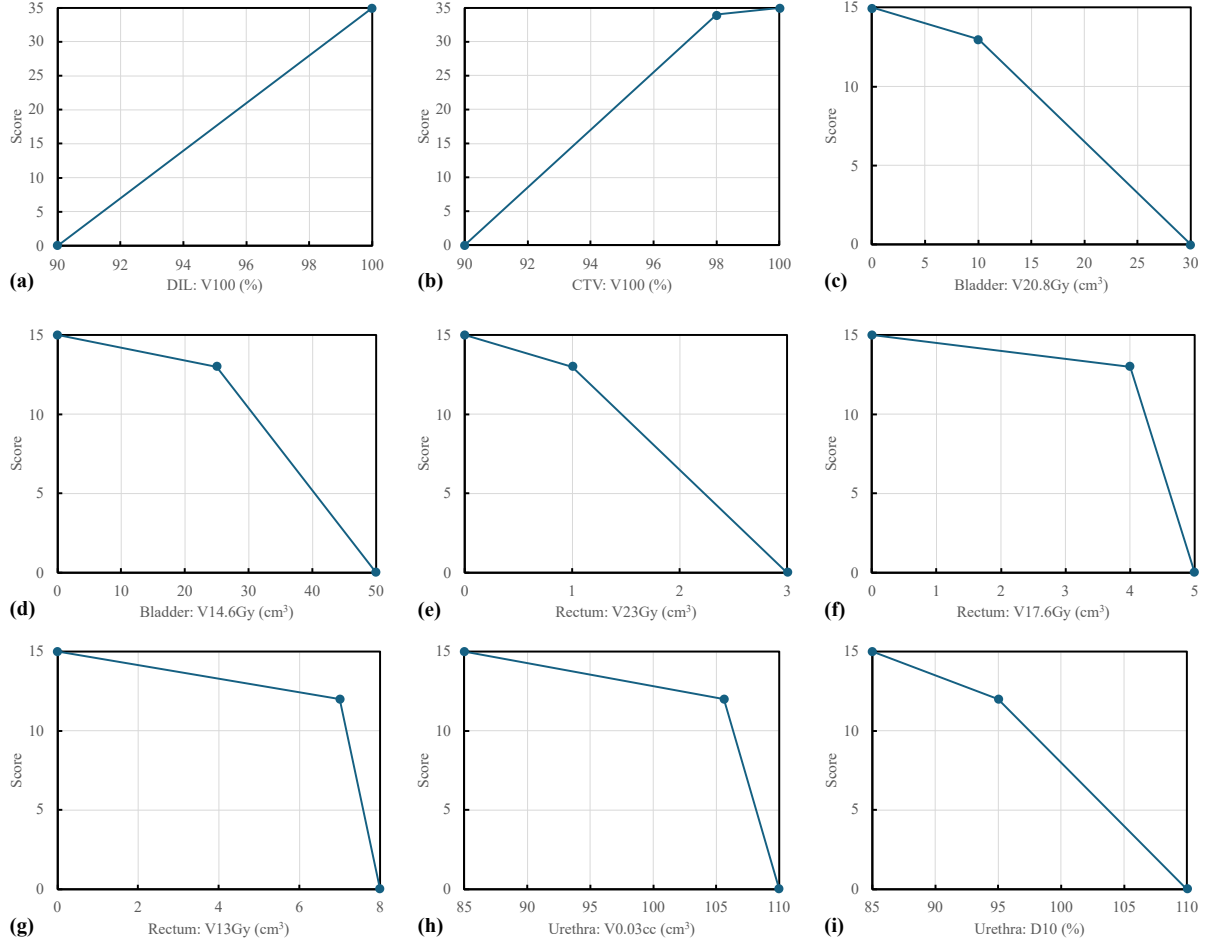 35
30
25
20
15
10
5
0
Score
90 92 94 96 98 100
DIL: V100 (%)
(a)
35
30
25
20
15
10
5
0
Score
90 92 94 96 98 100
CTV: V100 (%)
(b)
15
10
5
0
Score
0 5 10 15 20 25 30
Bladder: V20.8Gy (cm³)
(c)
15
10
5
0
Score
0 10 20 30 40 50
Bladder: V14.6Gy (cm³)
(d)
15
10
5
0
Score
0 1 2 3
Rectum: V23Gy (cm³)
(e)
15
10
5
0
Score
0 1 2 3 4 5
Rectum: V17.6Gy (cm³)
(f)
15
10
5
0
Score
0 2 4 6 8
Rectum: V13Gy (cm³)
(g)
15
10
5
0
Score
85 90 95 100 105 110
Urethra: V0.03cc (cm³)
(h)
15
10
5
0
Score
85 90 95 100 105 110
Urethra: D10 (%)
(i)